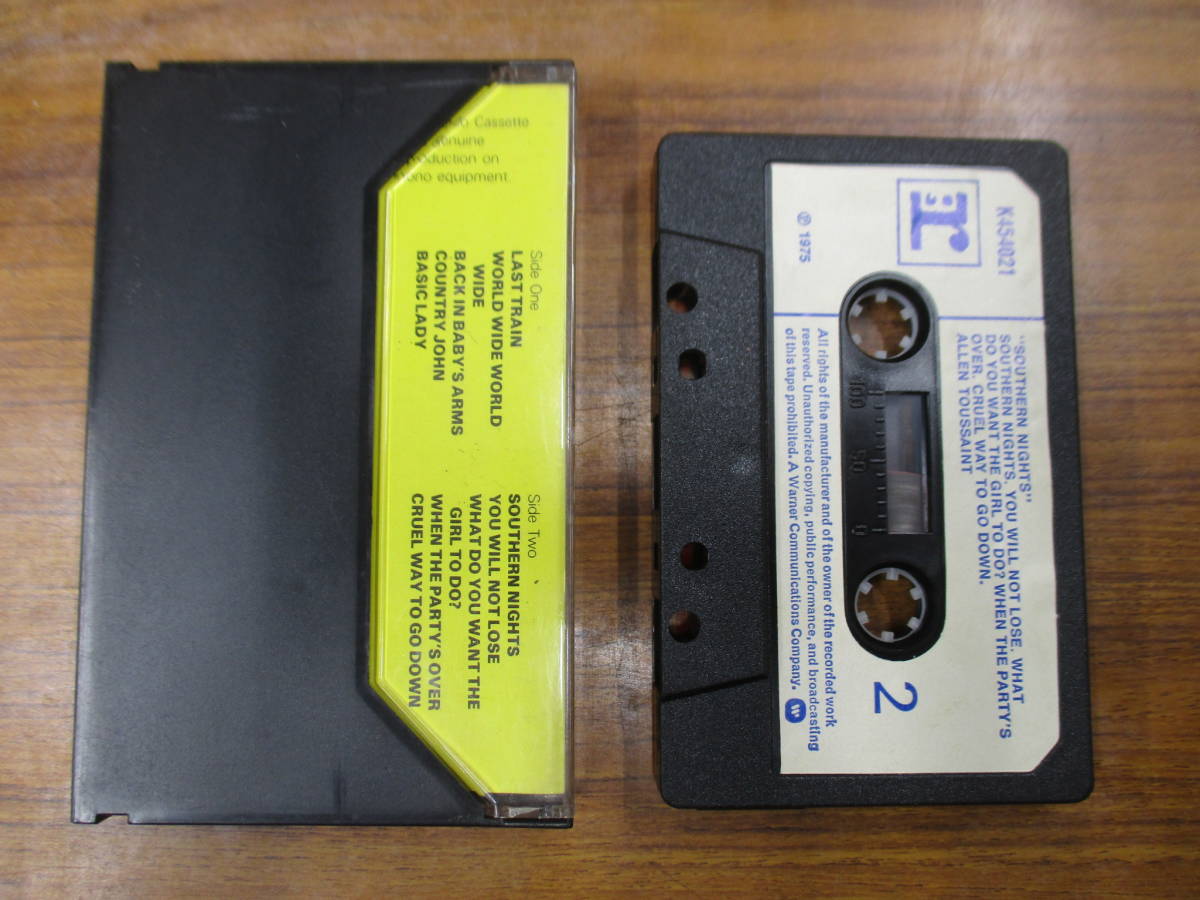 Cassette
Genuine
on
equipment.
Side One
LAST TRAIN
WORLD WIDE WORLD
WIDE
BACK IN BABY'S ARMS
COUNTRY JOHN
BASIC LADY
Side Two
SOUTHERN NIGHTS
YOU WILL NOT LOSE
WHAT DO YOU WANT THE
GIRL TO DO?
WHEN THE PARTY'S OVER
CRUEL WAY TO GO DOWN
K454021
:r
℗ 1975
"SOUTHERN NIGHTS"
SOUTHERN NIGHTS. YOU WILL NOT LOSE. WHAT
DO YOU WANT THE GIRL TO DO? WHEN THE PARTY'S
OVER. CRUEL WAY TO GO DOWN.
ALLEN TOUSSAINT
100 50 0
2
All rights of the manufacturer and of the owner of the recorded work
reserved. Unauthorized copying, public performance, and broadcasting
of this tape prohibited. A Warner Communications Company.